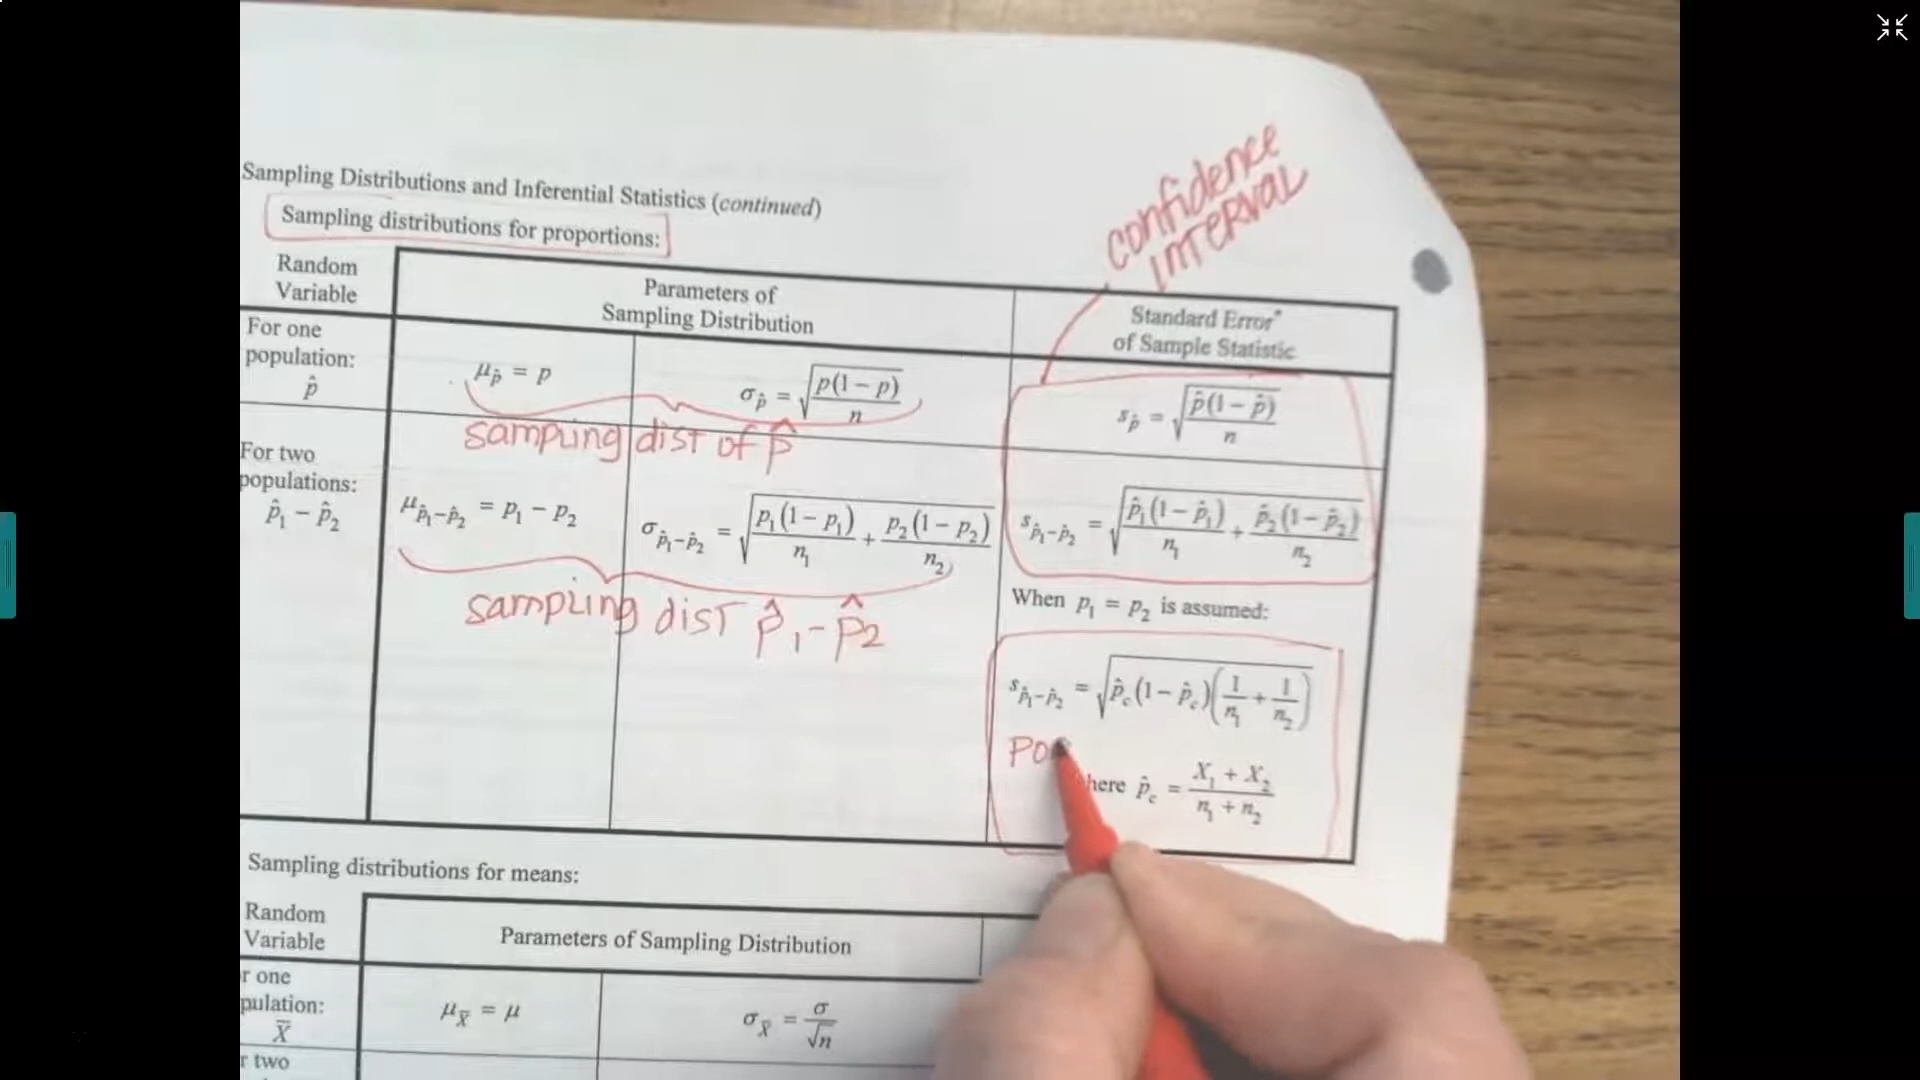 confidence
interval
Sampling Distributions and Inferential Statistics (continued)
Sampling distributions for proportions:
Random
Variable
Parameters of
Sampling Distribution
Standard Error*
of Sample Statistic
For one
population:
p̂
μ_p̂ = p
σ_p̂ = √(p(1 − p)/n)
s_p̂ = √(p̂(1 − p̂)/n)
sampling dist of p̂
For two
populations:
p̂₁ − p̂₂
μ_p̂₁−p̂₂ = p₁ − p₂
σ_p̂₁−p̂₂ = √(p₁(1 − p₁)/n₁ + p₂(1 − p₂)/n₂)
s_p̂₁−p̂₂ = √(p̂₁(1 − p̂₁)/n₁ + p̂₂(1 − p̂₂)/n₂)
sampling dist p̂₁ - p̂₂
When p₁ = p₂ is assumed:
s_p̂₁−p̂₂ = √(p̂_c(1 − p̂_c)(1/n₁ + 1/n₂))
Po
here p̂_c = (X₁ + X₂)/(n₁ + n₂)
Sampling distributions for means:
Random
Variable
Parameters of Sampling Distribution
r one
pulation:
X̄
μ_X̄ = μ
σ_X̄ = σ/√n
r two